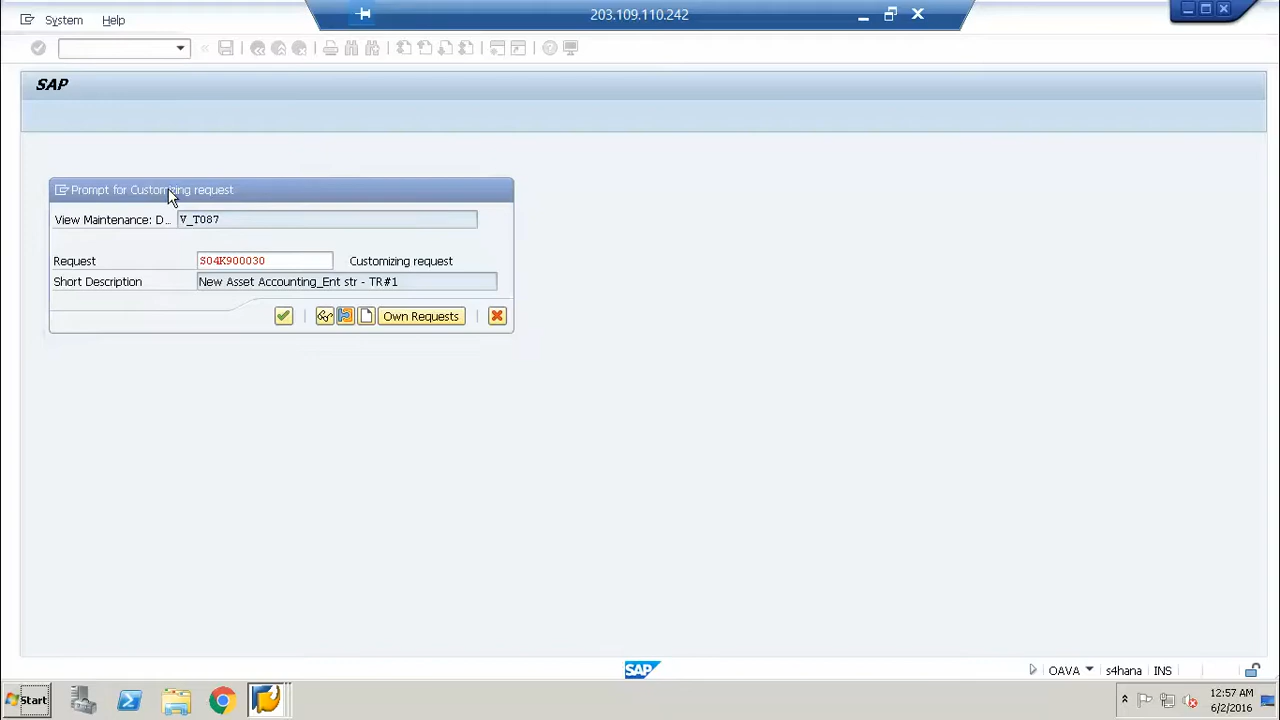 System Help
203.109.110.242
SAP
Prompt for Customizing request
View Maintenance: D... V_T087
Request S04K900030 Customizing request
Short Description New Asset Accounting_Ent str - TR#1
Own Requests
SAP
OAVA s4hana INS
Start
12:57 AM
6/2/2016